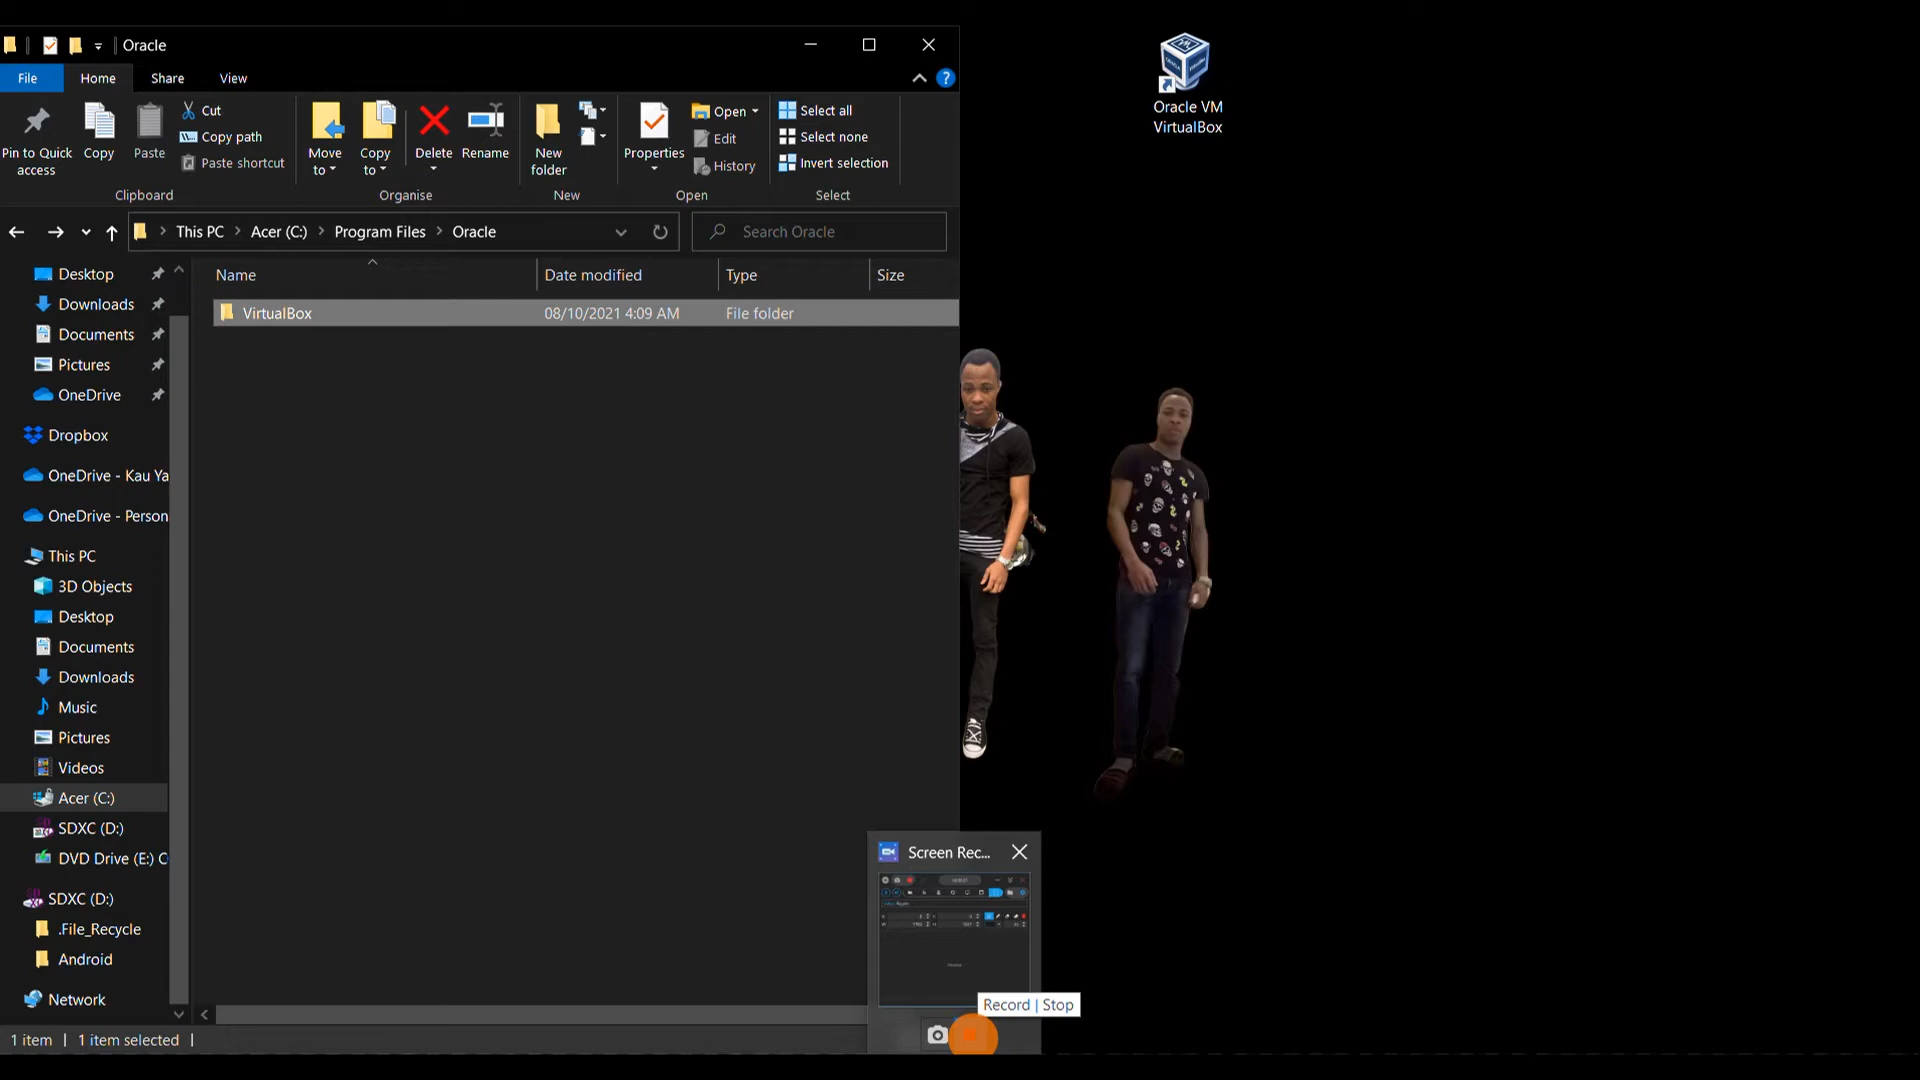 Oracle
File Home Share View
Pin to Quick access
Copy
Paste
Cut
Copy path
Paste shortcut
Clipboard
Move to
Copy to
Delete
Rename
Organise
New folder
New
Properties
Open
Edit
History
Open
Select all
Select none
Invert selection
Select
This PC Acer (C:) Program Files Oracle
Search Oracle
Name Date modified Type Size
VirtualBox 08/10/2021 4:09 AM File folder
Desktop
Downloads
Documents
Pictures
OneDrive
Dropbox
OneDrive - Kau Ya
OneDrive - Person
This PC
3D Objects
Desktop
Documents
Downloads
Music
Pictures
Videos
Acer (C:)
SDXC (D:)
DVD Drive (E:) C
SDXC (D:)
.File_Recycle
Android
Network
1 item 1 item selected
Oracle VM
VirtualBox
Screen Rec...
Record | Stop